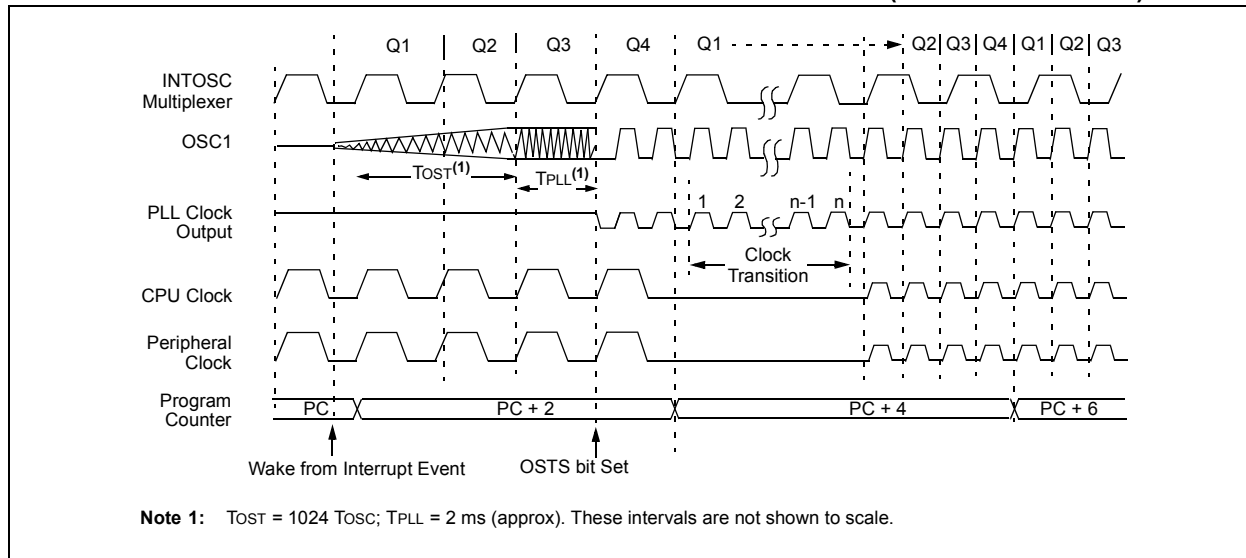 Q1 Q2 Q3 Q4 Q1 Q2 Q3 Q4 Q1 Q2 Q3
INTOSC
Multiplexer
OSC1
TOST(1)
TPLL(1)
1 2 n-1 n
PLL Clock
Output
Clock
Transition
CPU Clock
Peripheral
Clock
Program
Counter
PC PC + 2 PC + 4 PC + 6
Wake from Interrupt Event
OSTS bit Set
Note 1: TOST = 1024 TOSC; TPLL = 2 ms (approx). These intervals are not shown to scale.